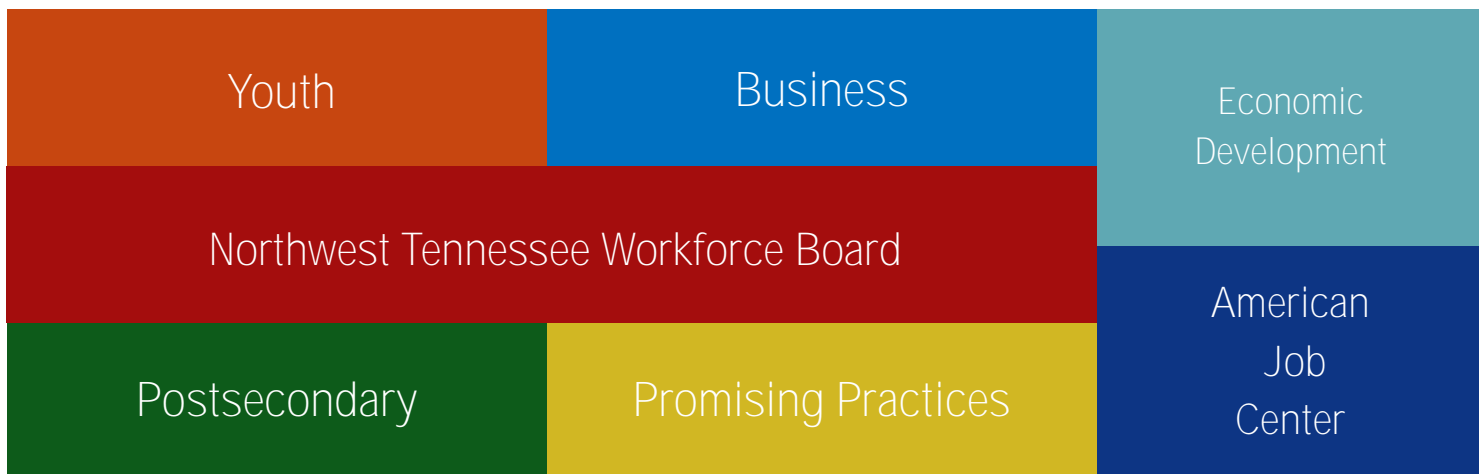 Youth
Business
Economic
Development
Northwest Tennessee Workforce Board
American
Job
Center
Postsecondary
Promising Practices